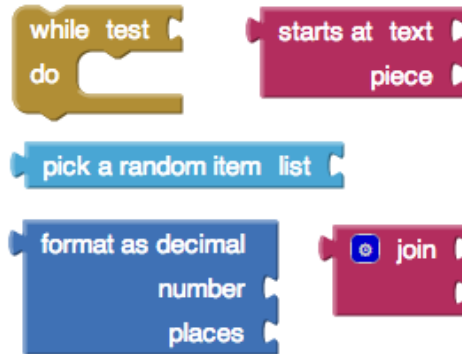 while test
do
starts at text
piece
pick a random item list
format as decimal
number
places
join